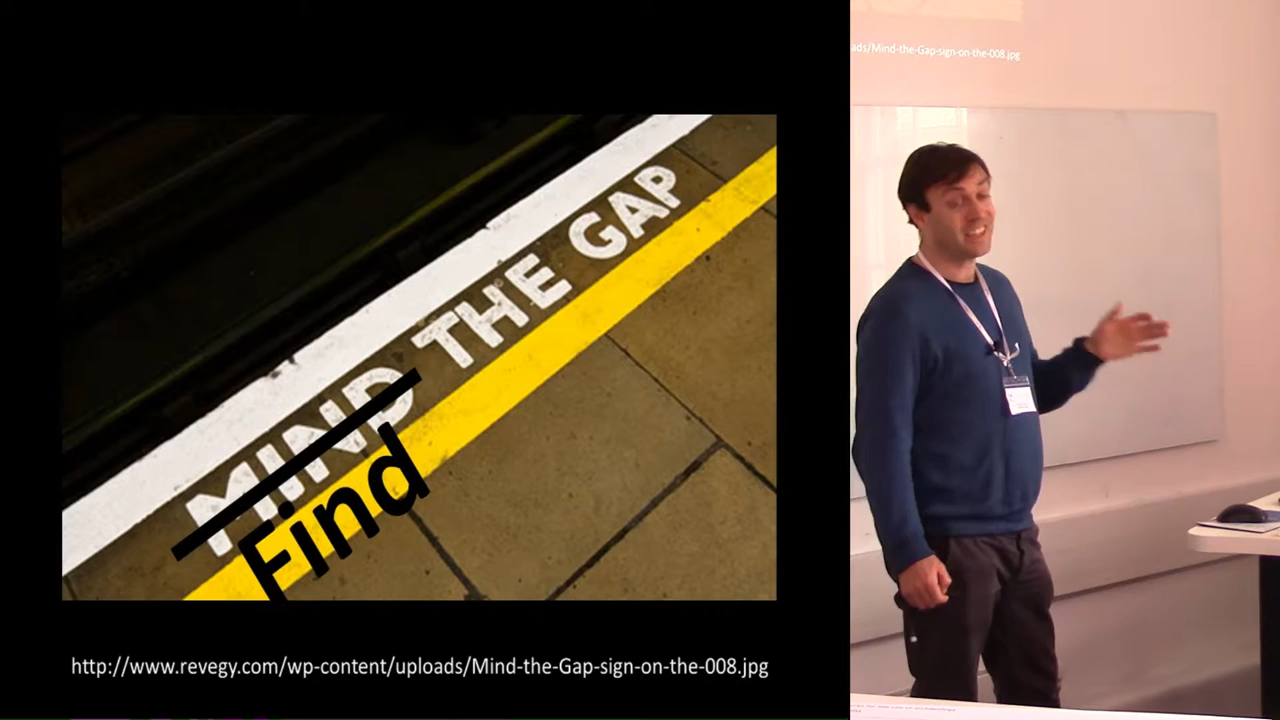 MIND THE GAP
Find
http://www.revegy.com/wp-content/uploads/Mind-the-Gap-sign-on-the-008.jpg
ads/Mind-the-Gap-sign-on-the-008.jpg